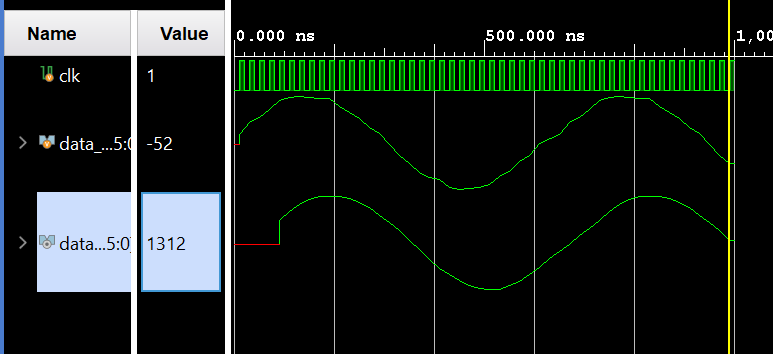 Name Value
0.000 ns 500.000 ns 1,00
clk 1
data_...5:0 -52
data...5:0] 1312